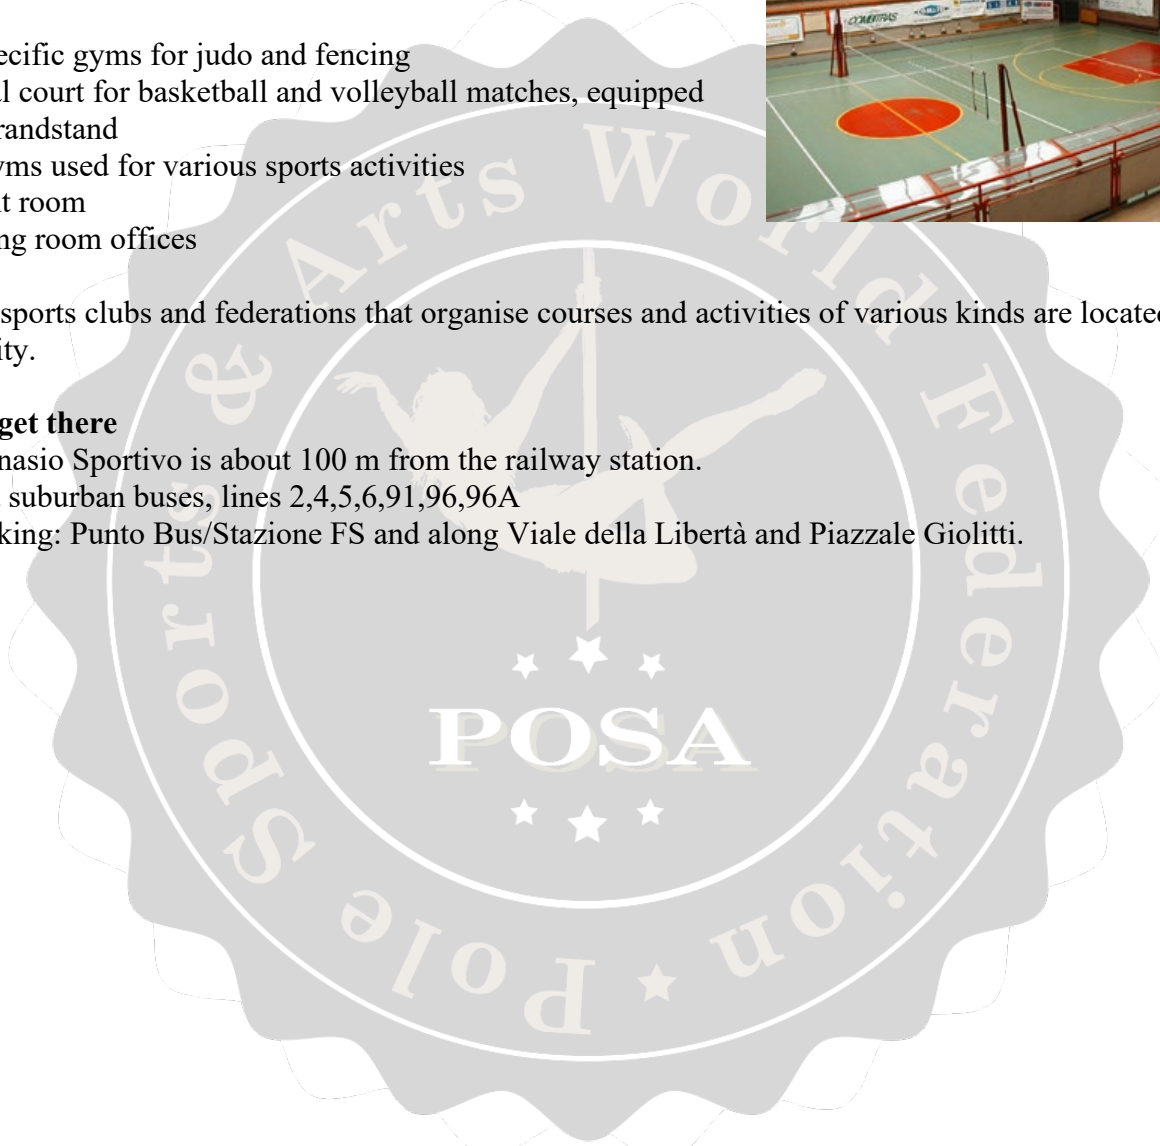 ecific gyms for judo and fencing
l court for basketball and volleyball matches, equipped
randstand
yms used for various sports activities
t room
ng room offices
sports clubs and federations that organise courses and activities of various kinds are located
ity.
get there
nasio Sportivo is about 100 m from the railway station.
suburban buses, lines 2,4,5,6,91,96,96A
king: Punto Bus/Stazione FS and along Viale della Libertà and Piazzale Giolitti.
Pole Sports & Arts World Federation
POSA